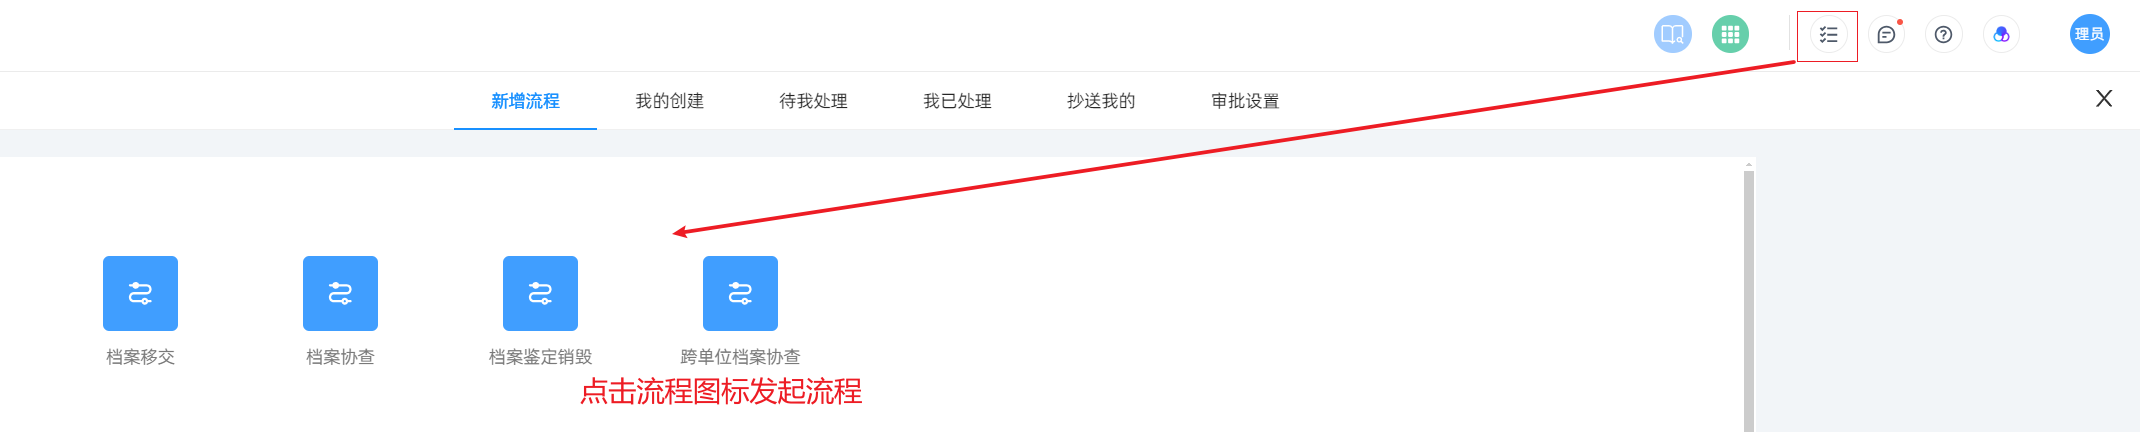 理员
新增流程 我的创建 待我处理 我已处理 抄送我的 审批设置 X
档案移交 档案协查 档案鉴定销毁 跨单位档案协查
点击流程图标发起流程